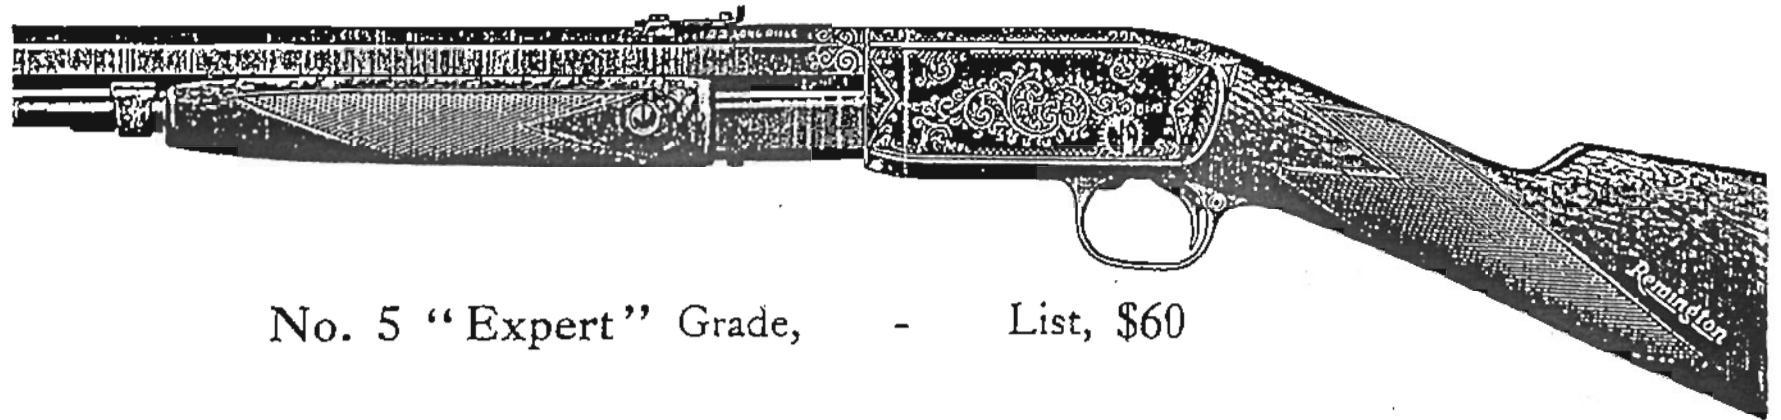 No. 5 “Expert” Grade, - List, $60
Remington